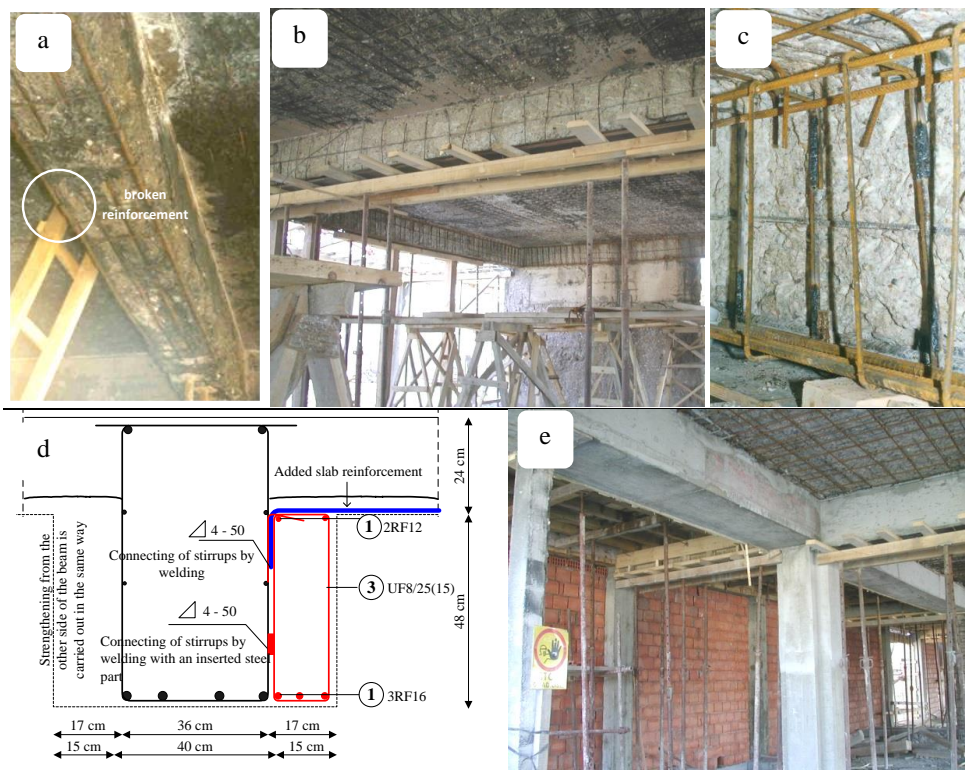 a
b
c
broken
reinforcement
d
Added slab reinforcement
24 cm
1 2RF12
4 - 50
Connecting of stirrups by
welding
3 UF8/25(15)
48 cm
4 - 50
Connecting of stirrups by
welding with an inserted steel
part
1 3RF16
Strengthening from the
other side of the beam is
carried out in the same way
17 cm 36 cm 17 cm
15 cm 40 cm 15 cm
e